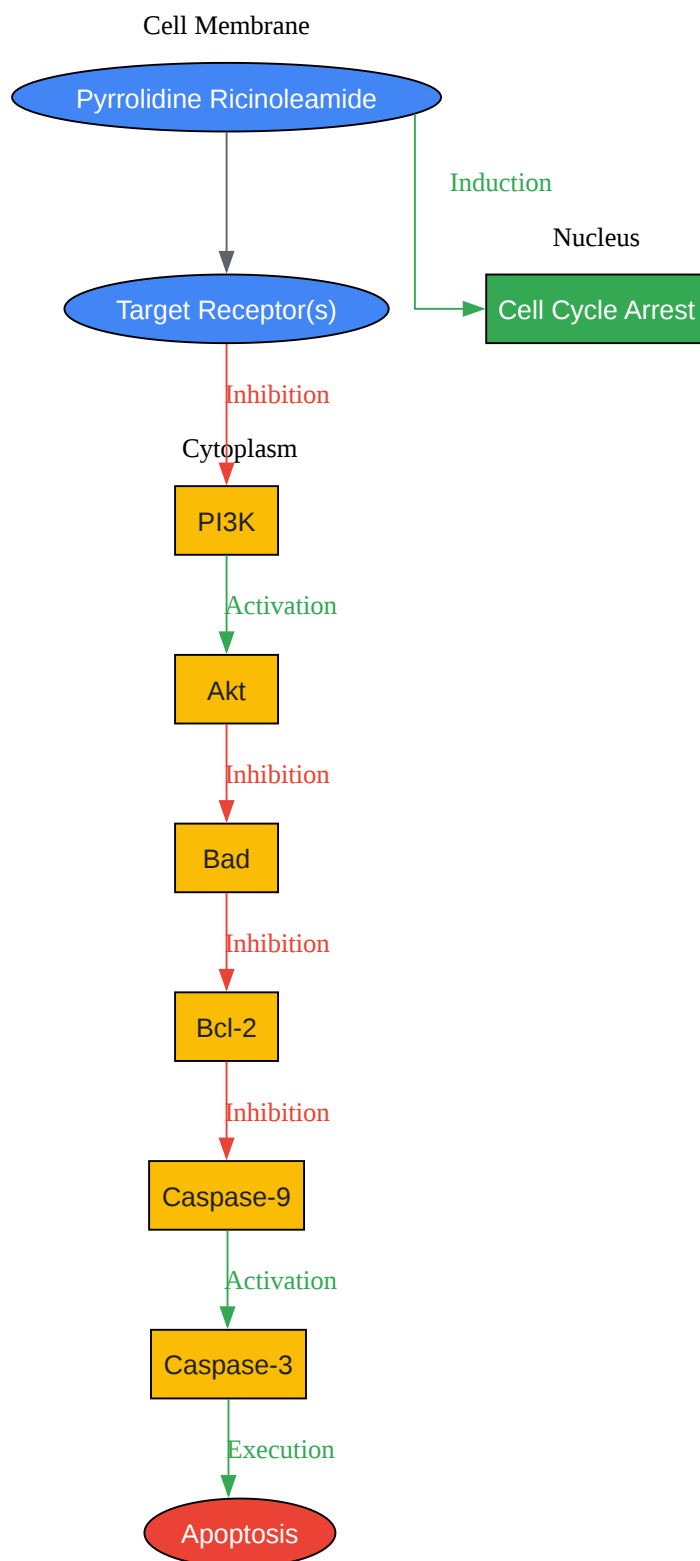 Cell Membrane
Pyrrolidine Ricinoleamide
Induction
Nucleus
Target Receptor(s)
Cell Cycle Arrest
Inhibition
Cytoplasm
PI3K
Activation
Akt
Inhibition
Bad
Inhibition
Bcl-2
Inhibition
Caspase-9
Activation
Caspase-3
Execution
Apoptosis